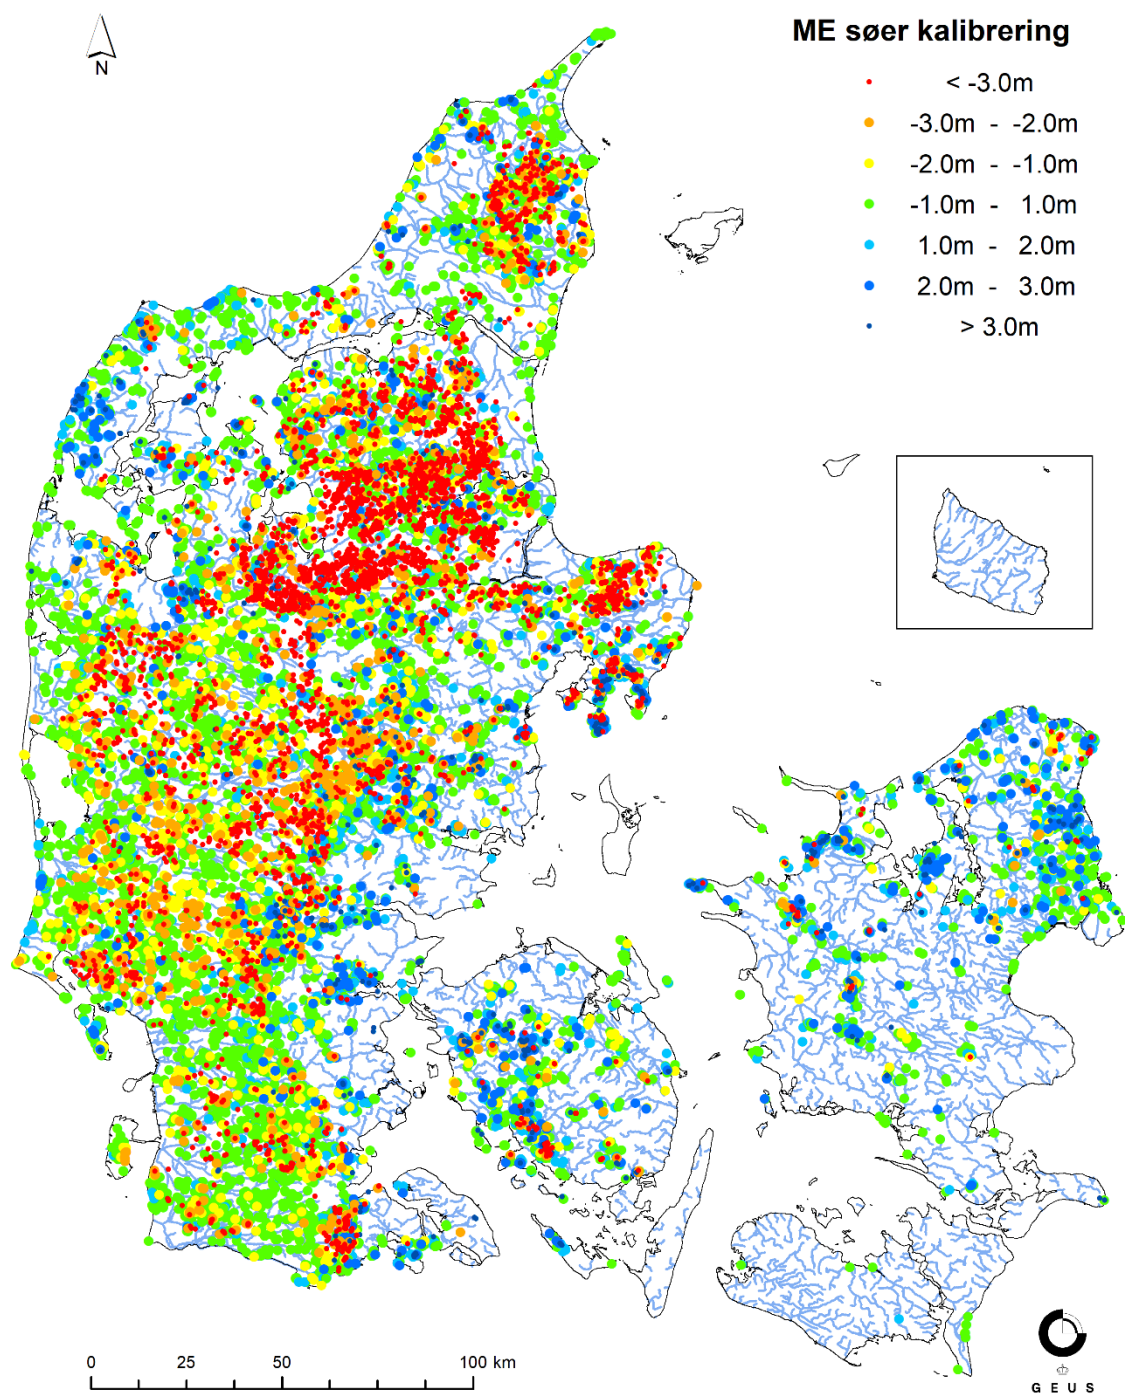 ME søer kalibrering
N
< -3.0m
-3.0m - -2.0m
-2.0m - -1.0m
-1.0m - 1.0m
1.0m - 2.0m
2.0m - 3.0m
> 3.0m
0 25 50 100 km
G E U S